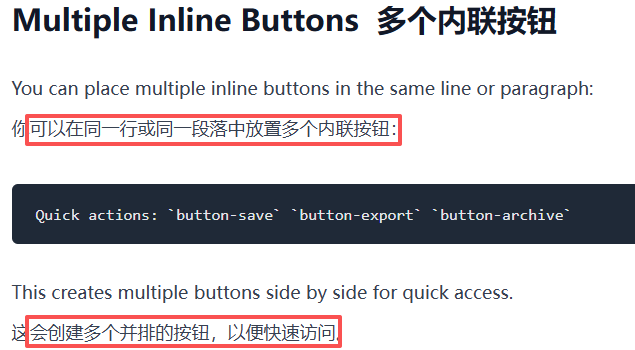 Multiple Inline Buttons 多个内联按钮
You can place multiple inline buttons in the same line or paragraph:
你可以在同一行或同一段落中放置多个内联按钮：
Quick actions: `button-save` `button-export` `button-archive`
This creates multiple buttons side by side for quick access.
这会创建多个并排的按钮，以便快速访问。